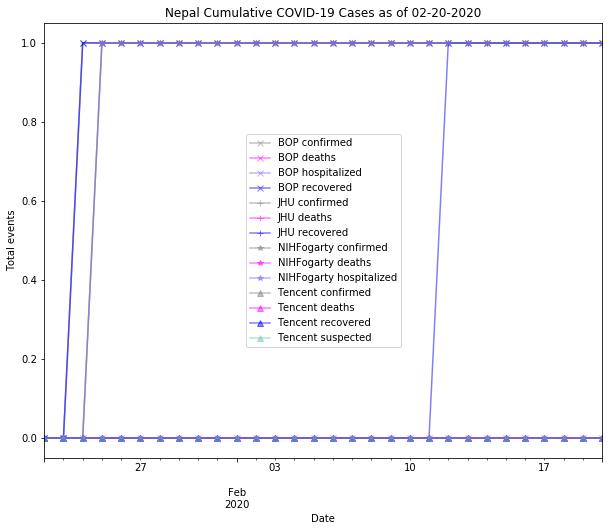 Nepal Cumulative COVID-19 Cases as of 02-20-2020
1.0
0.8
0.6
0.4
0.2
0.0
Total events
BOP confirmed
BOP deaths
BOP hospitalized
BOP recovered
JHU confirmed
JHU deaths
JHU recovered
NIHFogarty confirmed
NIHFogarty deaths
NIHFogarty hospitalized
Tencent confirmed
Tencent deaths
Tencent recovered
Tencent suspected
27 03 10 17
Feb
2020
Date